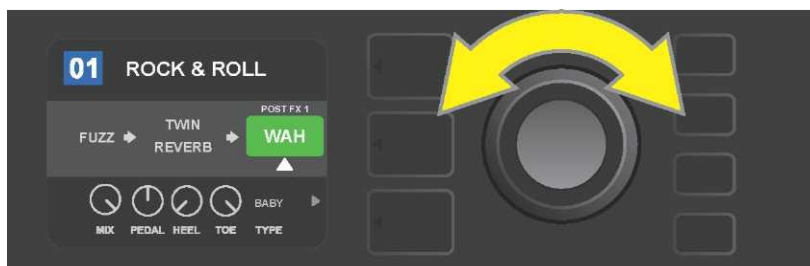 01 ROCK & ROLL
POST FX 1
FUZZ TWIN REVERB WAH
BABY
MIX PEDAL HEEL TOE TYPE